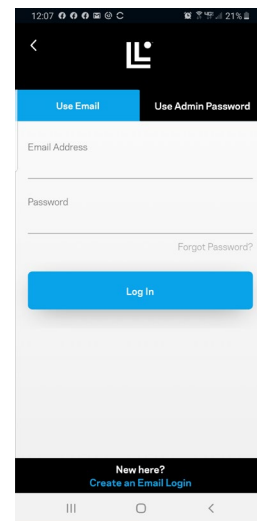 12:07 21%
Use Email Use Admin Password
Email Address
Password
Forgot Password?
Log In
New here?
Create an Email Login